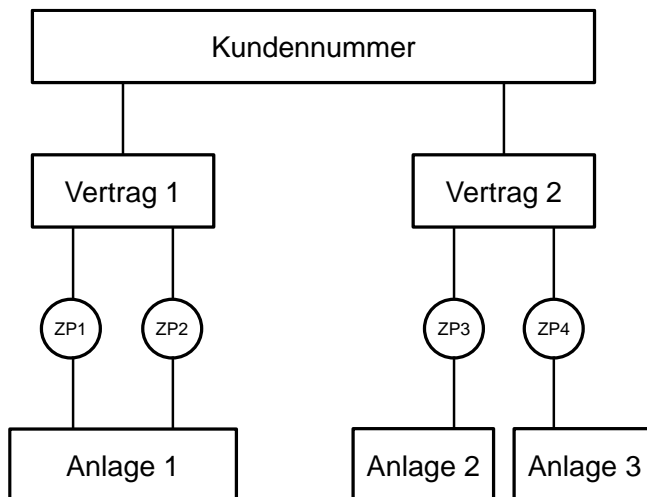 Kundennummer
Vertrag 1
Vertrag 2
ZP1
ZP2
ZP3
ZP4
Anlage 1
Anlage 2
Anlage 3